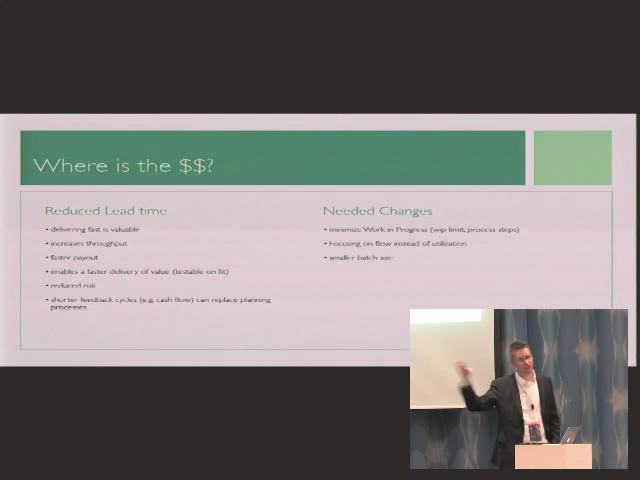 Where is the $$?
Reduced Lead time
• delivering fast is valuable
• increases throughput
• faster payout
• enables a faster delivery of value (testable on fit)
• reduced risk
• shorter feedback cycles (e.g. cash flow) can replace planning
processes
Needed Changes
• minimize Work in Progress (wip limit, process steps)
• Focusing on flow instead of utilization
• smaller batch size